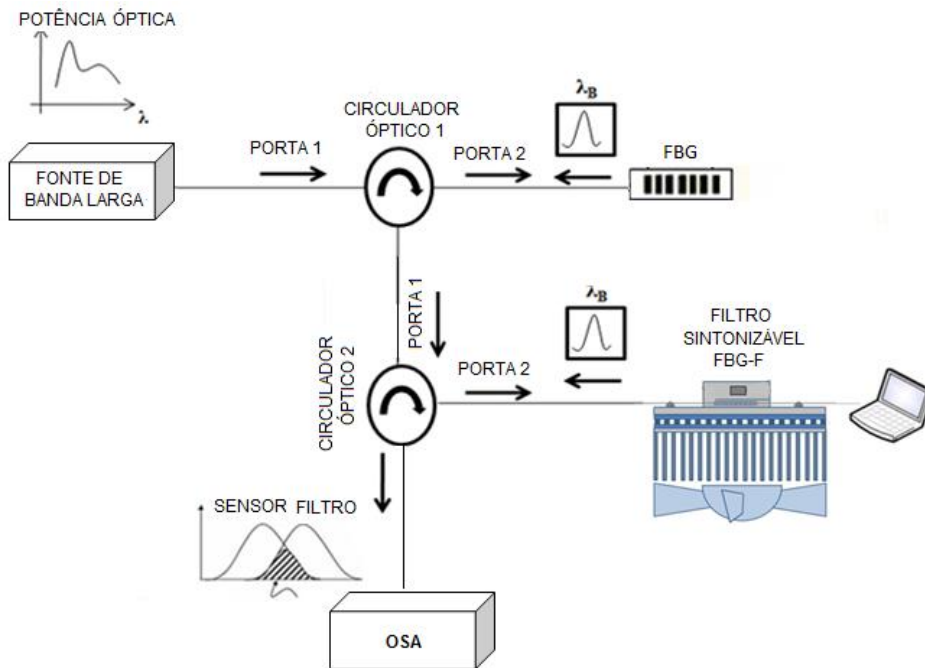 POTÊNCIA ÓPTICA
λ
FONTE DE
BANDA LARGA
PORTA 1
CIRCULADOR
ÓPTICO 1
PORTA 2
λB
FBG
PORTA 1
CIRCULADOR
ÓPTICO 2
PORTA 2
λB
FILTRO
SINTONIZÁVEL
FBG-F
SENSOR FILTRO
OSA